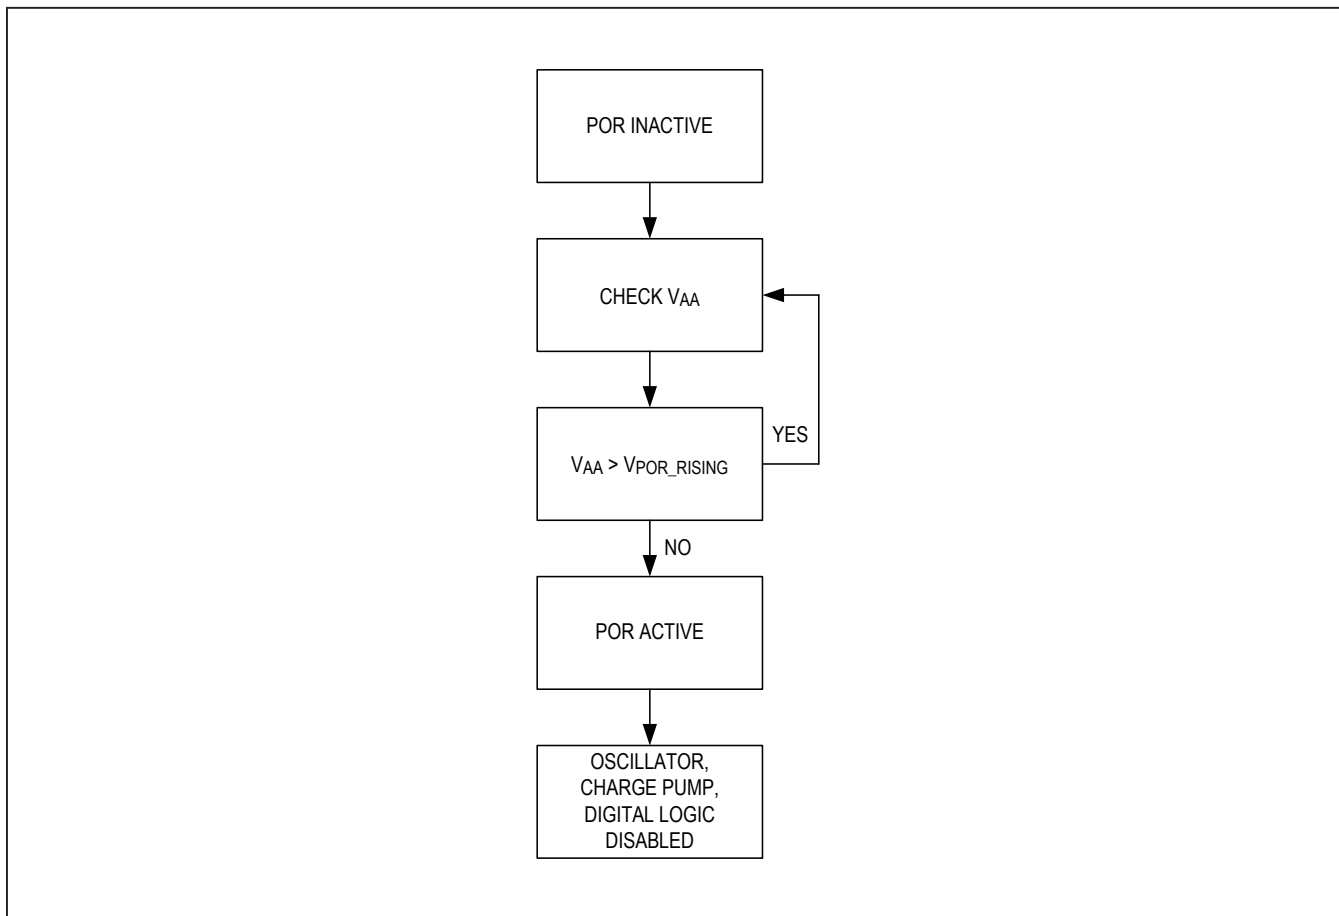 POR INACTIVE
CHECK VAA
YES
VAA > VPOR_RISING
NO
POR ACTIVE
OSCILLATOR,
CHARGE PUMP,
DIGITAL LOGIC
DISABLED